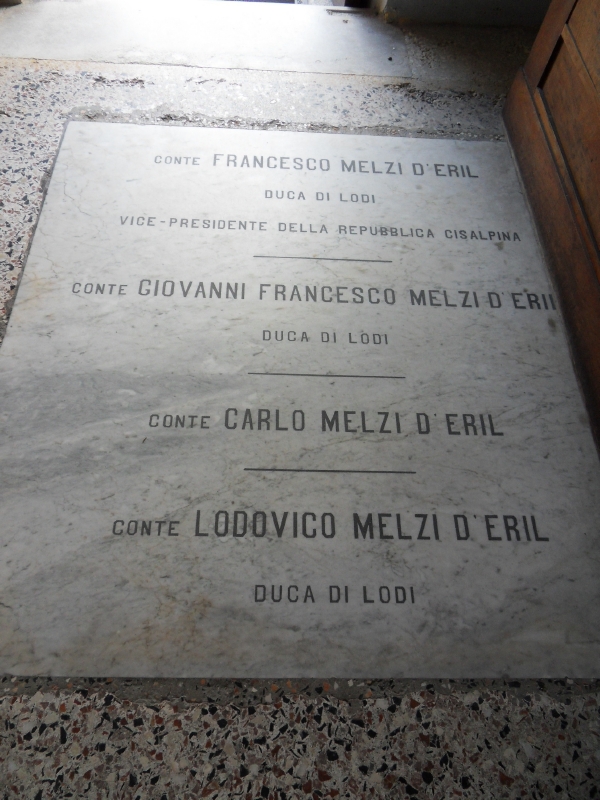 CONTE FRANCESCO MELZI D'ERIL
DUCA DI LODI
VICE-PRESIDENTE DELLA REPUBBLICA CISALPINA
CONTE GIOVANNI FRANCESCO MELZI D'ERIL
DUCA DI LODI
CONTE CARLO MELZI D'ERIL
CONTE LODOVICO MELZI D'ERIL
DUCA DI LODI